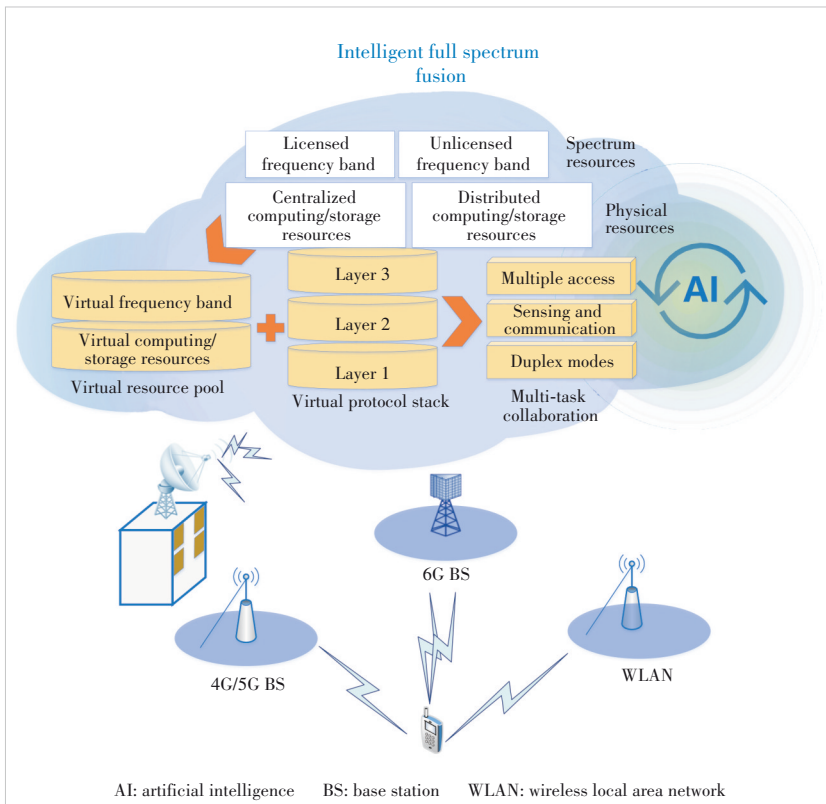 Intelligent full spectrum
fusion
Licensed
frequency band
Unlicensed
frequency band
Spectrum
resources
Centralized
computing/storage
resources
Distributed
computing/storage
resources
Physical
resources
Virtual frequency band
Virtual computing/
storage resources
Virtual resource pool
Layer 3
Layer 2
Layer 1
Virtual protocol stack
Multiple access
Sensing and
communication
Duplex modes
Multi-task
collaboration
AI
6G BS
4G/5G BS
WLAN
AI: artificial intelligence BS: base station WLAN: wireless local area network